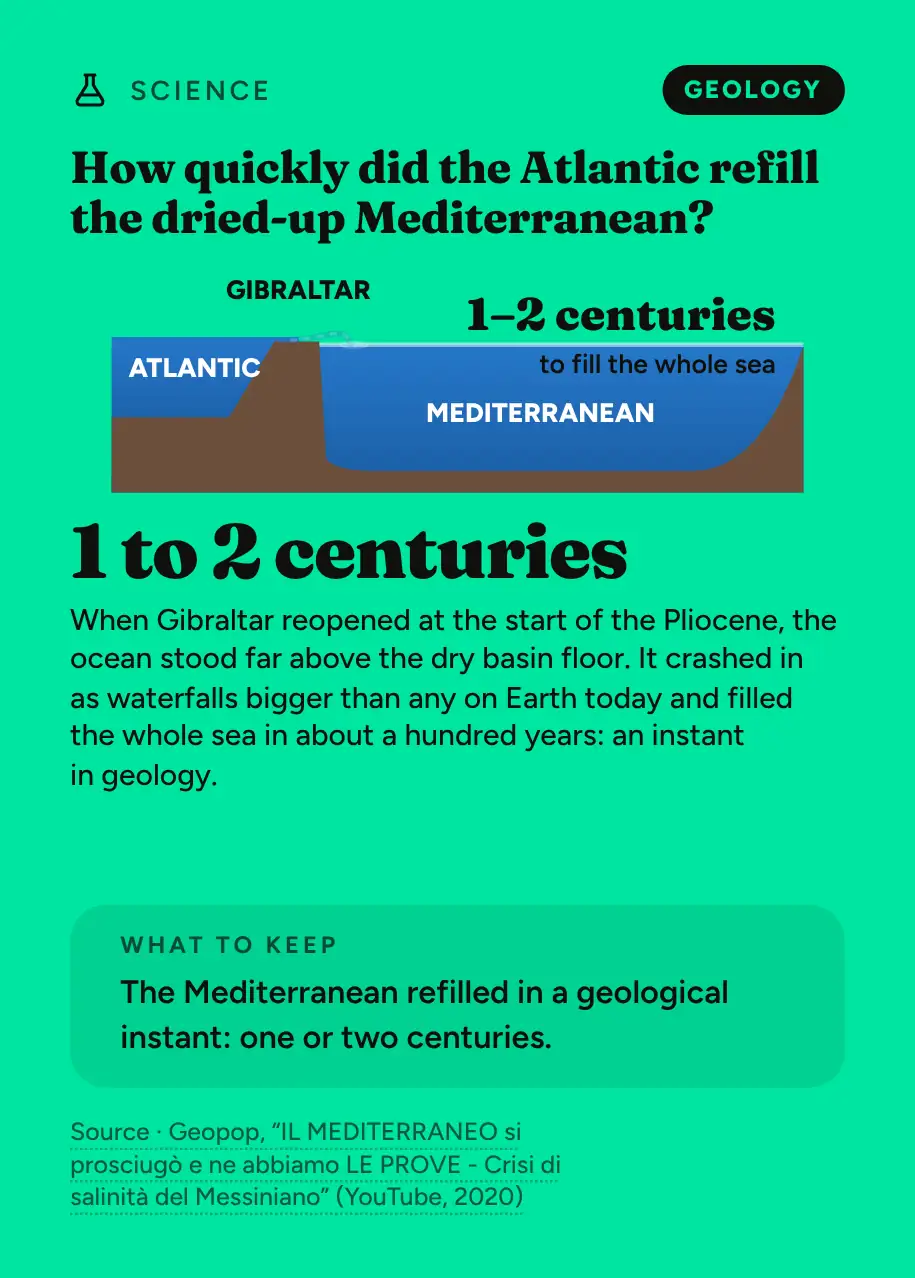 SCIENCE
GEOLOGY
How quickly did the Atlantic refill
the dried-up Mediterranean?
GIBRALTAR
1–2 centuries
to fill the whole sea
ATLANTIC
MEDITERRANEAN
1 to 2 centuries
When Gibraltar reopened at the start of the Pliocene, the
ocean stood far above the dry basin floor. It crashed in
as waterfalls bigger than any on Earth today and filled
the whole sea in about a hundred years: an instant
in geology.
WHAT TO KEEP
The Mediterranean refilled in a geological
instant: one or two centuries.
Source · Geopop, “IL MEDITERRANEO si
prosciugò e ne abbiamo LE PROVE - Crisi di
salinità del Messiniano” (YouTube, 2020)